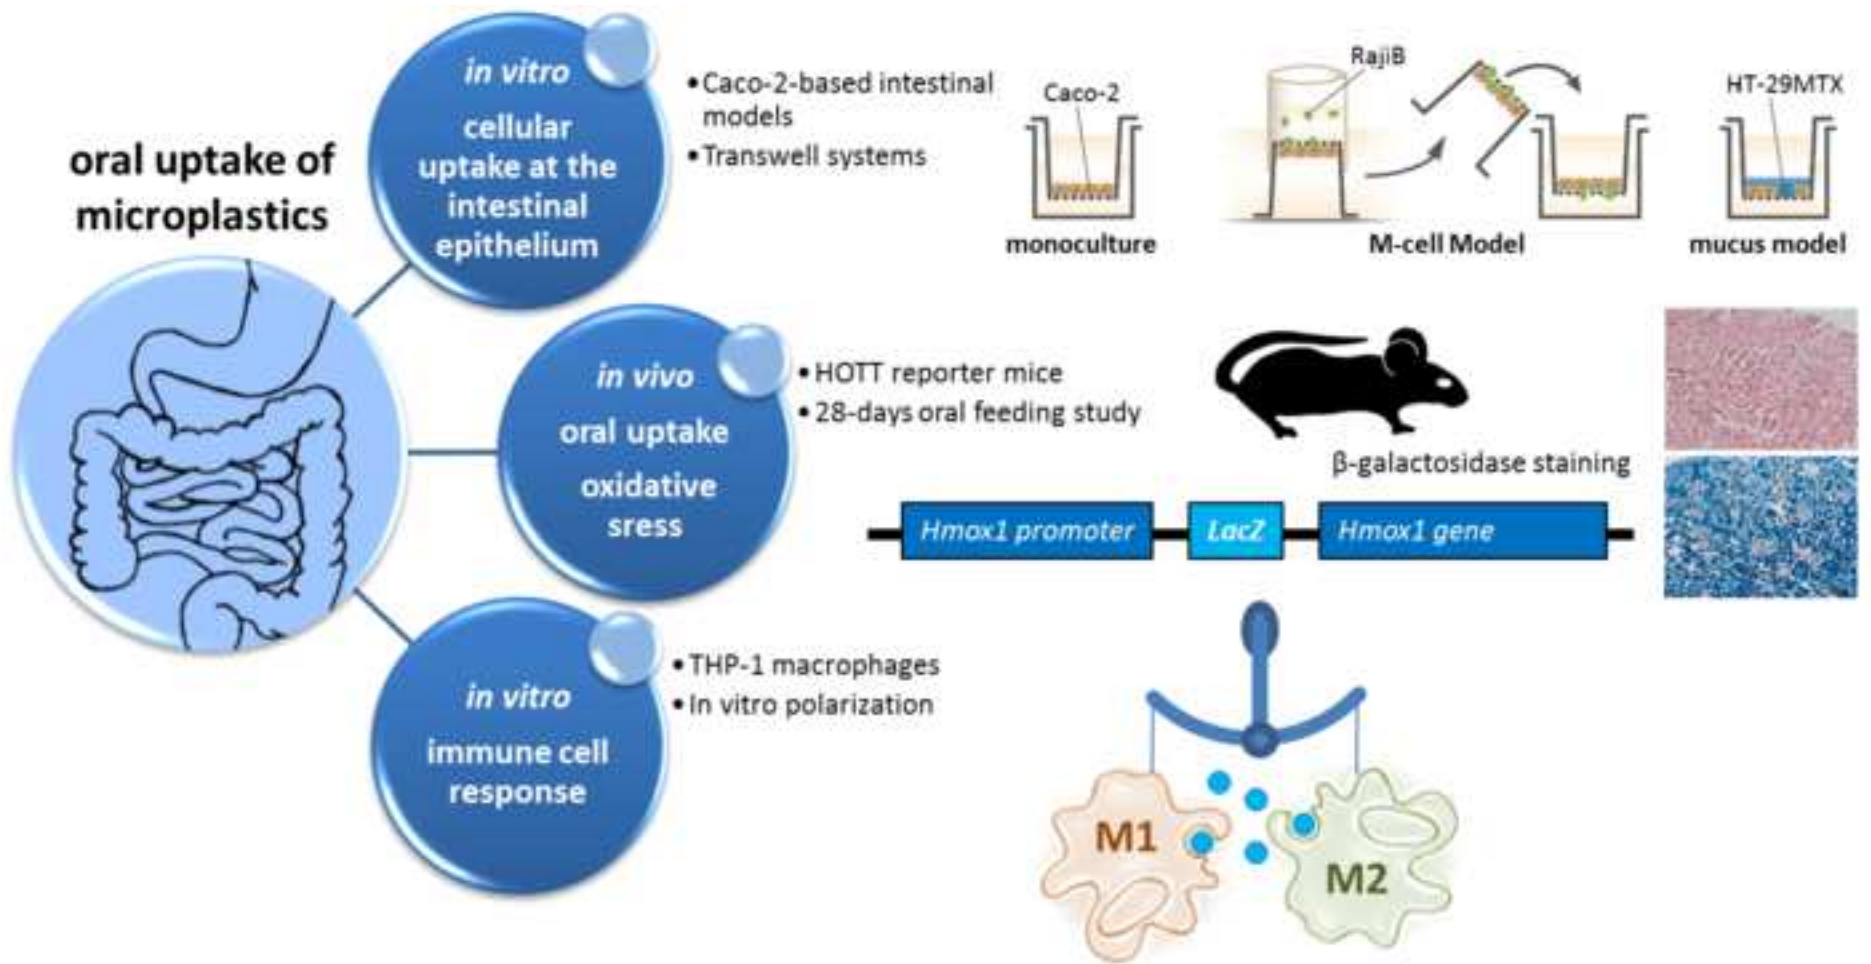 oral uptake of
microplastics
in vitro
cellular
uptake at the
intestinal
epithelium
• Caco-2-based intestinal
models
• Transwell systems
Caco-2
monoculture
RajiB
M-cell Model
HT-29MTX
mucus model
in vivo
oral uptake
oxidative
sress
• HOTT reporter mice
• 28-days oral feeding study
β-galactosidase staining
Hmox1 promoter
LacZ
Hmox1 gene
in vitro
immune cell
response
• THP-1 macrophages
• In vitro polarization
M1
M2